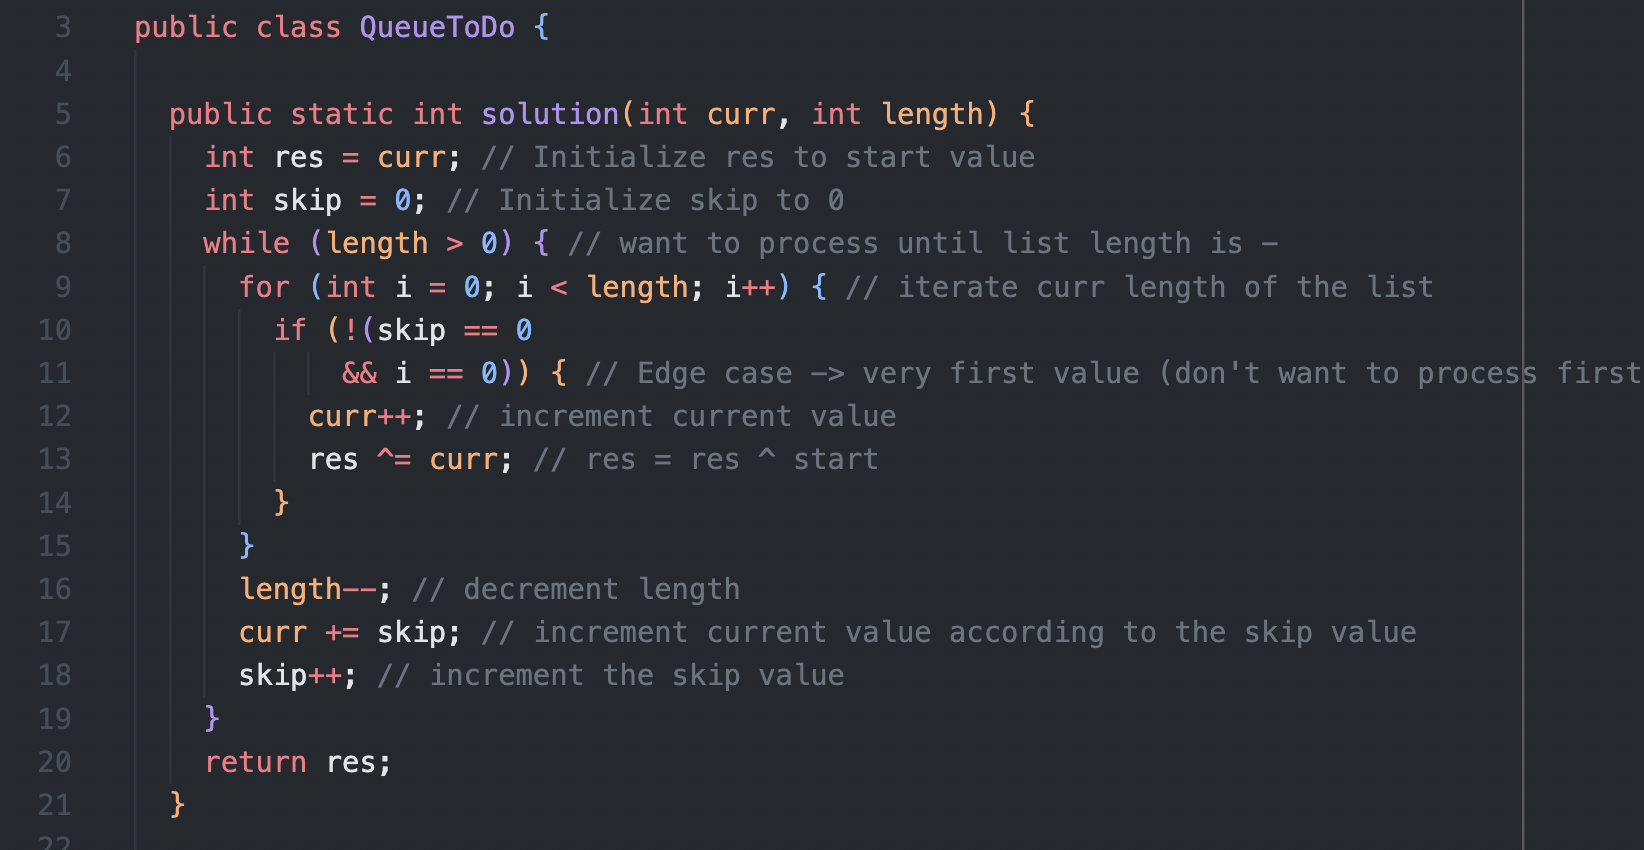 3 public class QueueToDo {
4
5 public static int solution(int curr, int length) {
6 int res = curr; // Initialize res to start value
7 int skip = 0; // Initialize skip to 0
8 while (length > 0) { // want to process until list length is –
9 for (int i = 0; i < length; i++) { // iterate curr length of the list
10 if (!(skip == 0
11 && i == 0)) { // Edge case –> very first value (don't want to process first
12 curr++; // increment current value
13 res ^= curr; // res = res ^ start
14 }
15 }
16 length--; // decrement length
17 curr += skip; // increment current value according to the skip value
18 skip++; // increment the skip value
19 }
20 return res;
21 }
22